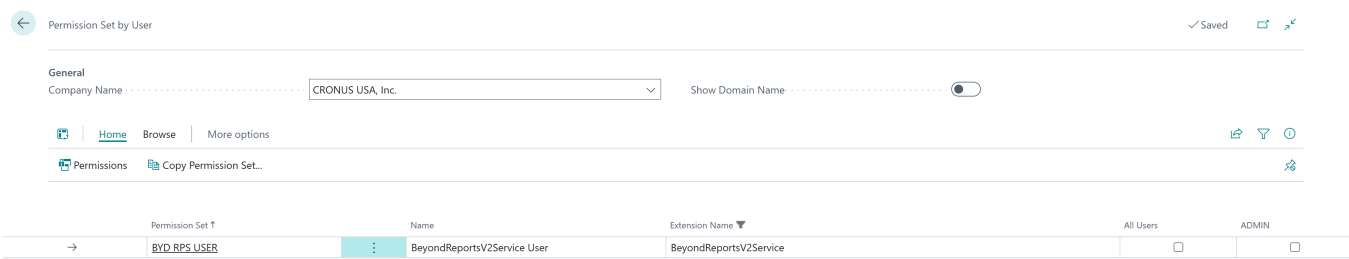 Permission Set by User
Saved
General
Company Name
CRONUS USA, Inc.
Show Domain Name
Home
Browse
More options
Permissions
Copy Permission Set...
Permission Set↑
Name
Extension Name
All Users
ADMIN
BYD RPS USER
BeyondReportsV2Service User
BeyondReportsV2Service